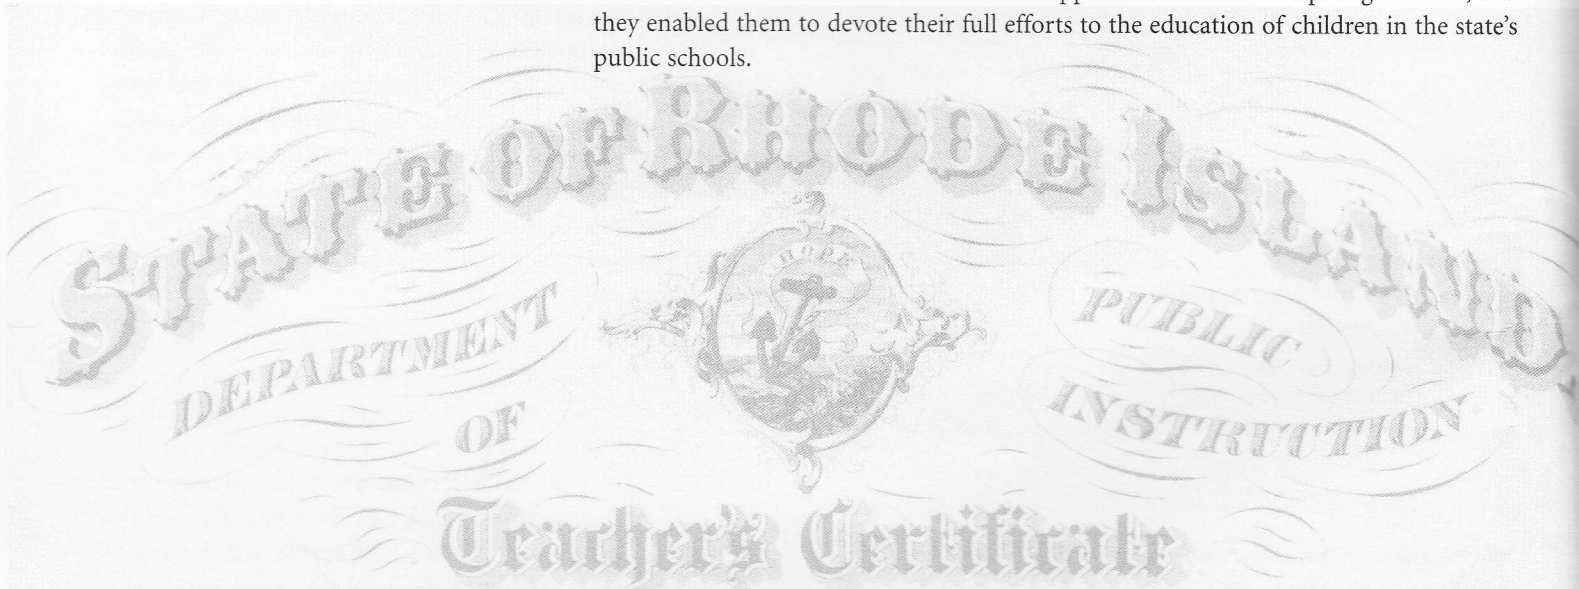 they enabled them to devote their full efforts to the education of children in the state's
public schools.
STATE OF RHODE ISLAND,
HOPE
DEPARTMENT
OF
PUBLIC
INSTRUCTION
Teacher's Certificate